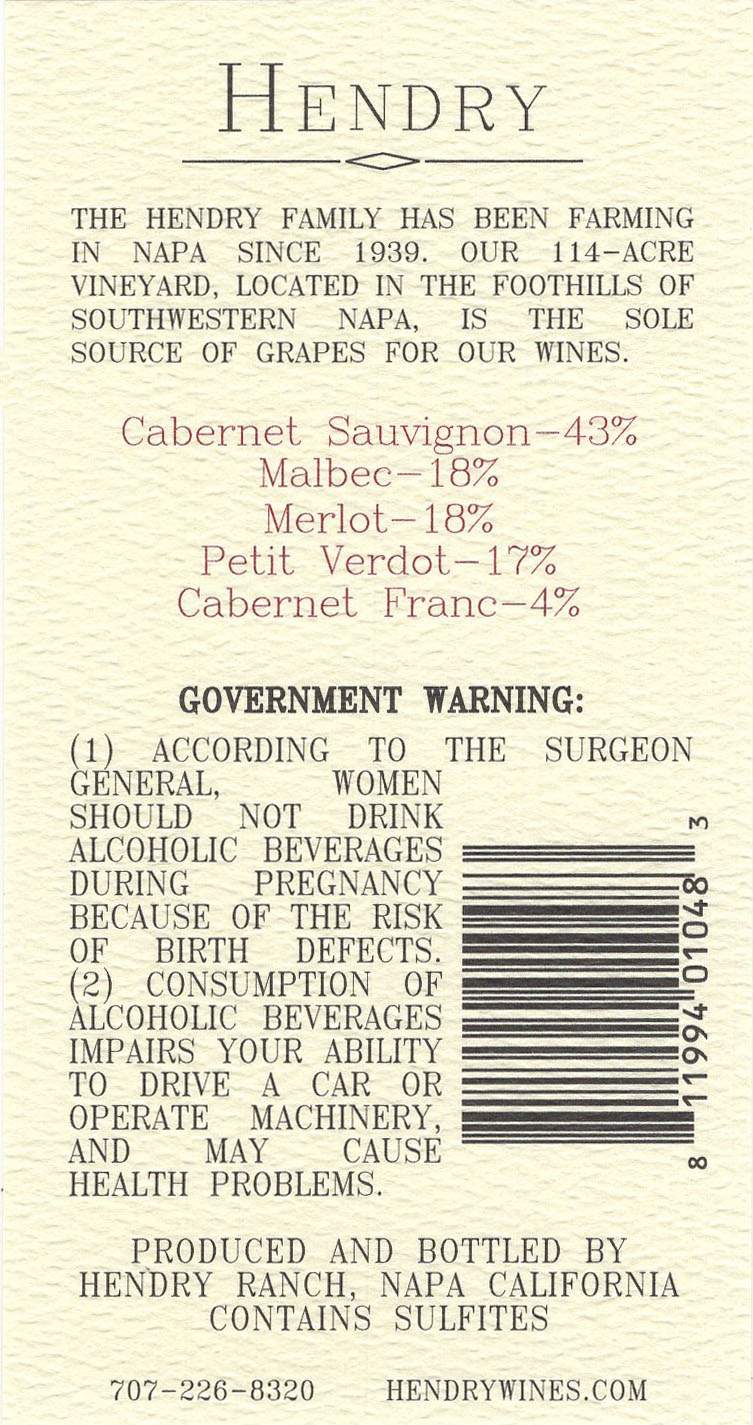 HENDRY
THE HENDRY FAMILY HAS BEEN FARMING
IN NAPA SINCE 1939. OUR 114-ACRE
VINEYARD, LOCATED IN THE FOOTHILLS OF
SOUTHWESTERN NAPA, IS THE SOLE
SOURCE OF GRAPES FOR OUR WINES.
Cabernet Sauvignon-43%
Malbec-18%
Merlot-18%
Petit Verdot-17%
Cabernet Franc-4%
GOVERNMENT WARNING:
(1) ACCORDING TO THE SURGEON
GENERAL, WOMEN
SHOULD NOT DRINK
ALCOHOLIC BEVERAGES
DURING PREGNANCY
BECAUSE OF THE RISK
OF BIRTH DEFECTS.
(2) CONSUMPTION OF
ALCOHOLIC BEVERAGES
IMPAIRS YOUR ABILITY
TO DRIVE A CAR OR
OPERATE MACHINERY,
AND MAY CAUSE
HEALTH PROBLEMS.
8 11994 01048 3
PRODUCED AND BOTTLED BY
HENDRY RANCH, NAPA CALIFORNIA
CONTAINS SULFITES
707-226-8320 HENDRYWINES.COM